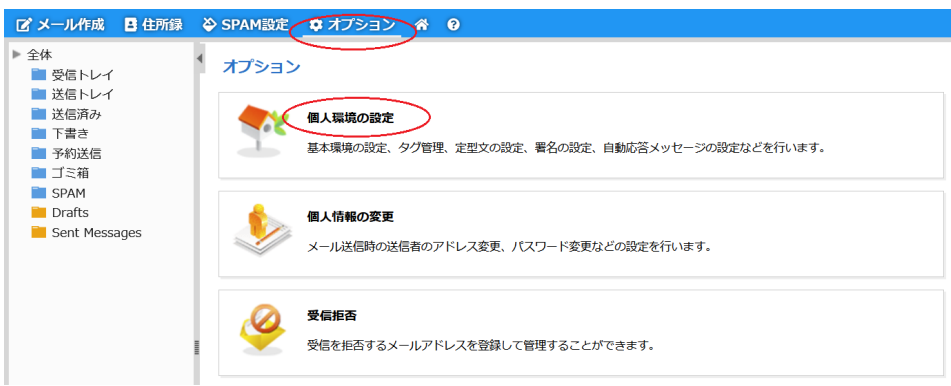 メール作成 住所録 SPAM設定 オプション
全体
受信トレイ
送信トレイ
送信済み
下書き
予約送信
ゴミ箱
SPAM
Drafts
Sent Messages
オプション
個人環境の設定
基本環境の設定、タグ管理、定型文の設定、署名の設定、自動応答メッセージの設定などを行います。
個人情報の変更
メール送信時の送信者のアドレス変更、パスワード変更などの設定を行います。
受信拒否
受信を拒否するメールアドレスを登録して管理することができます。